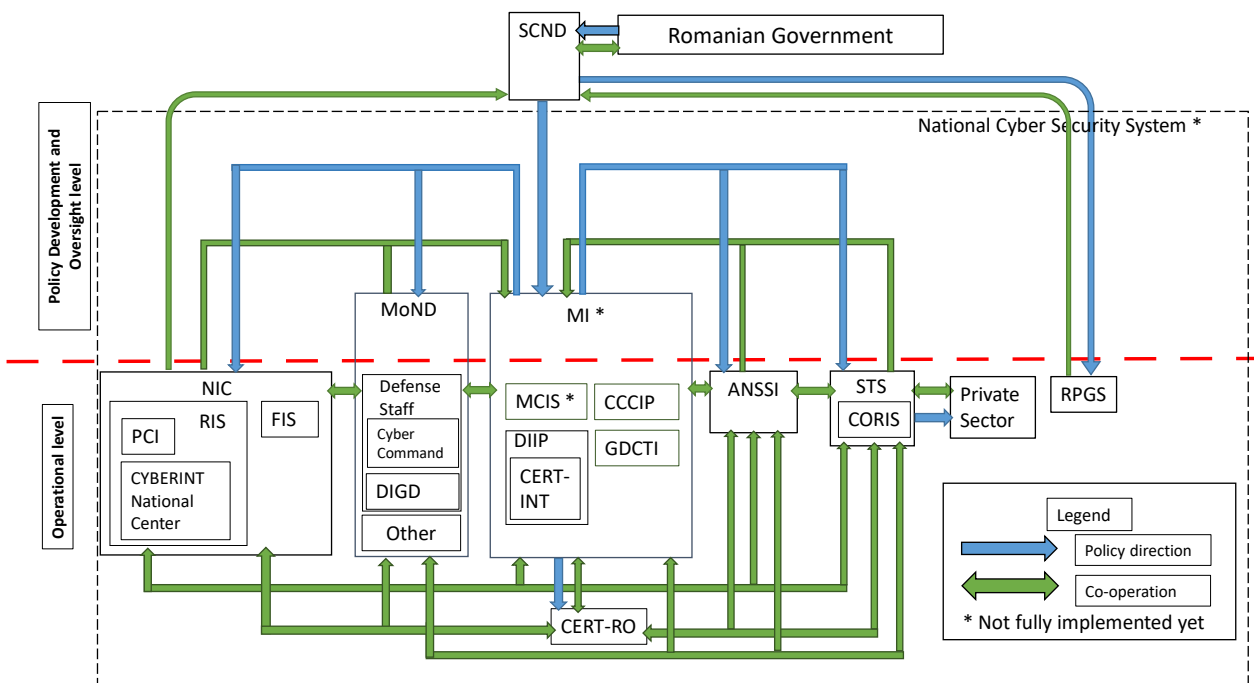 SCND
Romanian Government
National Cyber Security System *
Policy Development and
Oversight level
MoND
MI *
NIC
RIS
FIS
PCI
CYBERINT
National
Center
Defense
Staff
Cyber
Command
DIGD
Other
MCIS *
CCCIP
DIIP
GDCTI
CERT-
INT
ANSSI
STS
CORIS
Private
Sector
RPGS
Operational level
CERT-RO
Legend
Policy direction
Co-operation
* Not fully implemented yet